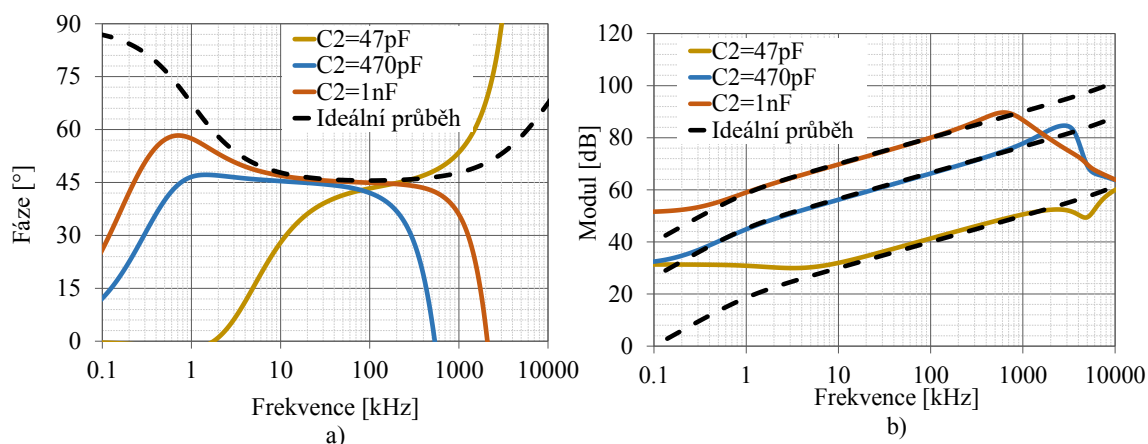 90
75
60
45
30
15
0
Fáze [°]
C2=47pF
C2=470pF
C2=1nF
Ideální průběh
0.1 1 10 100 1000 10000
Frekvence [kHz]
a)
120
100
80
60
40
20
0
Modul [dB]
C2=47pF
C2=470pF
C2=1nF
Ideální průběh
0.1 1 10 100 1000 10000
Frekvence [kHz]
b)